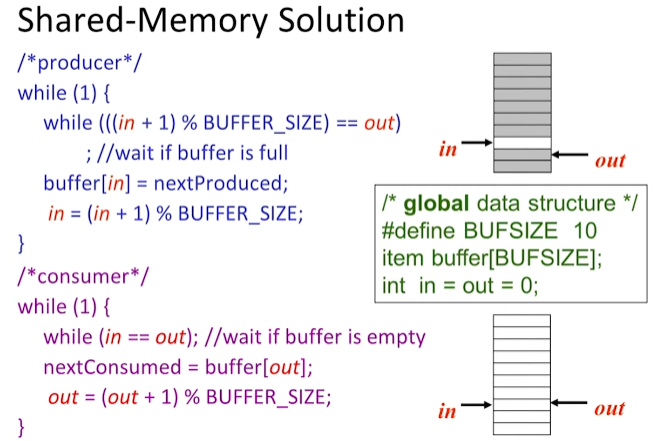 Shared-Memory Solution
/*producer*/
while (1) {
while (((in + 1) % BUFFER_SIZE) == out)
; //wait if buffer is full
buffer[in] = nextProduced;
in = (in + 1) % BUFFER_SIZE;
}
/*consumer*/
while (1) {
while (in == out); //wait if buffer is empty
nextConsumed = buffer[out];
out = (out + 1) % BUFFER_SIZE;
}
in
out
/* global data structure */
#define BUFSIZE 10
item buffer[BUFSIZE];
int in = out = 0;
in
out